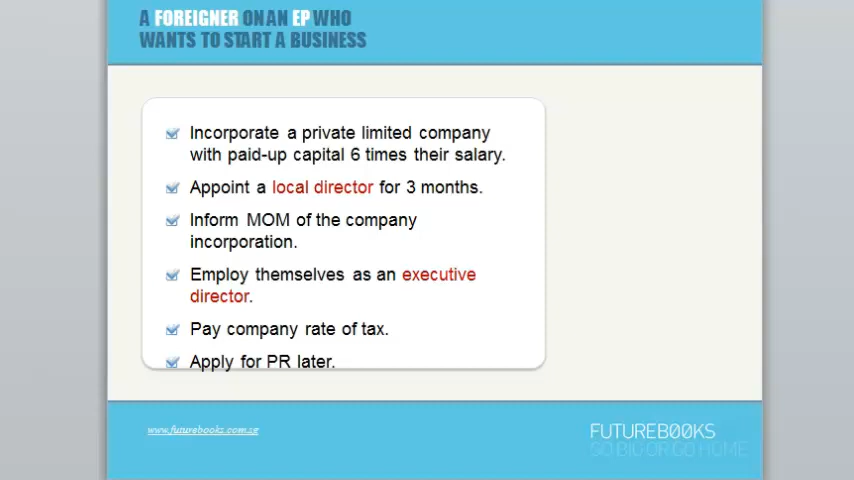 A FOREIGNER ON AN EP WHO
WANTS TO START A BUSINESS
Incorporate a private limited company
with paid-up capital 6 times their salary.
Appoint a local director for 3 months.
Inform MOM of the company
incorporation.
Employ themselves as an executive
director.
Pay company rate of tax.
Apply for PR later.
www.futurebooks.com.sg
FUTUREBOOKS
GO BIG OR GO HOME